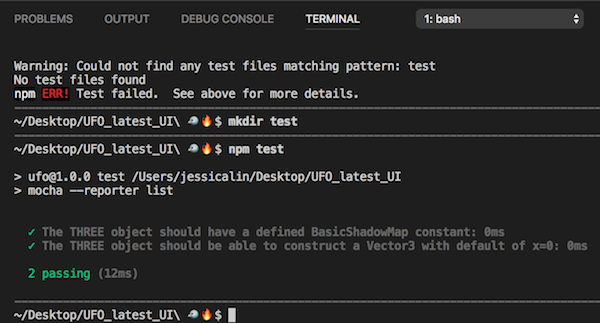 PROBLEMS OUTPUT DEBUG CONSOLE TERMINAL 1: bash
Warning: Could not find any test files matching pattern: test
No test files found
npm ERR! Test failed.  See above for more details.
~/Desktop/UFO_latest_UI\ 🗿🔥$ mkdir test
~/Desktop/UFO_latest_UI\ 🗿🔥$ npm test
> ufo@1.0.0 test /Users/jessicalin/Desktop/UFO_latest_UI
> mocha --reporter list
✓ The THREE object should have a defined BasicShadowMap constant: 0ms
✓ The THREE object should be able to construct a Vector3 with default of x=0: 0ms
2 passing (12ms)
~/Desktop/UFO_latest_UI\ 🗿🔥$